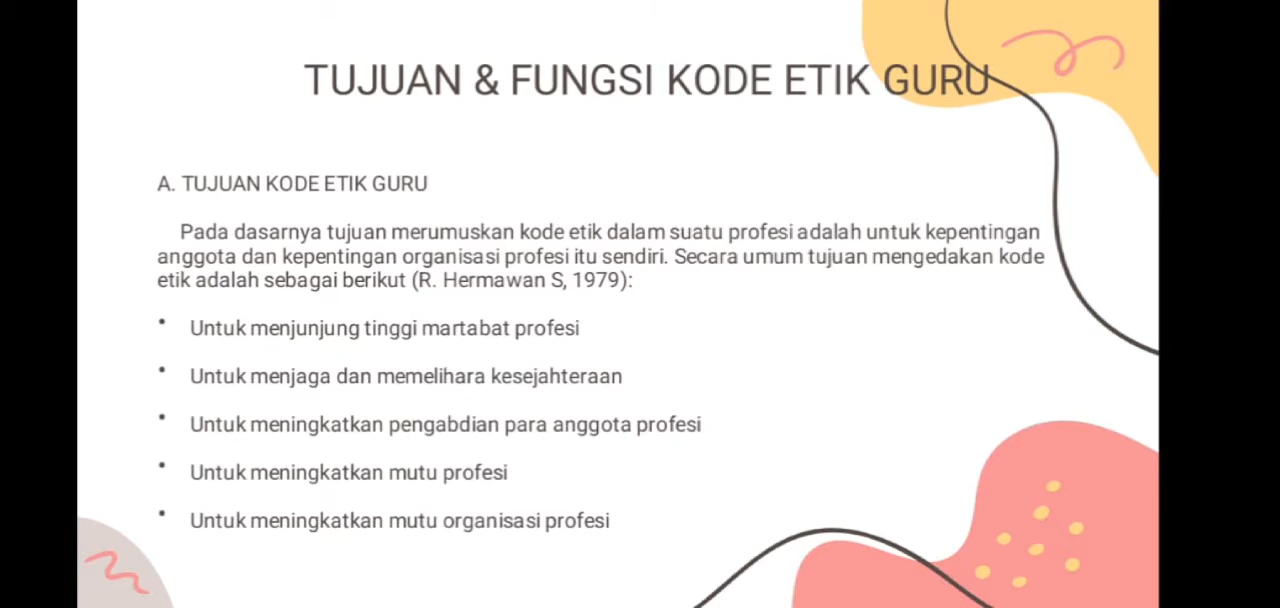 TUJUAN & FUNGSI KODE ETIK GURU
A. TUJUAN KODE ETIK GURU
Pada dasarnya tujuan merumuskan kode etik dalam suatu profesi adalah untuk kepentingan
anggota dan kepentingan organisasi profesi itu sendiri. Secara umum tujuan mengedakan kode
etik adalah sebagai berikut (R. Hermawan S, 1979):
• Untuk menjunjung tinggi martabat profesi
• Untuk menjaga dan memelihara kesejahteraan
• Untuk meningkatkan pengabdian para anggota profesi
• Untuk meningkatkan mutu profesi
• Untuk meningkatkan mutu organisasi profesi